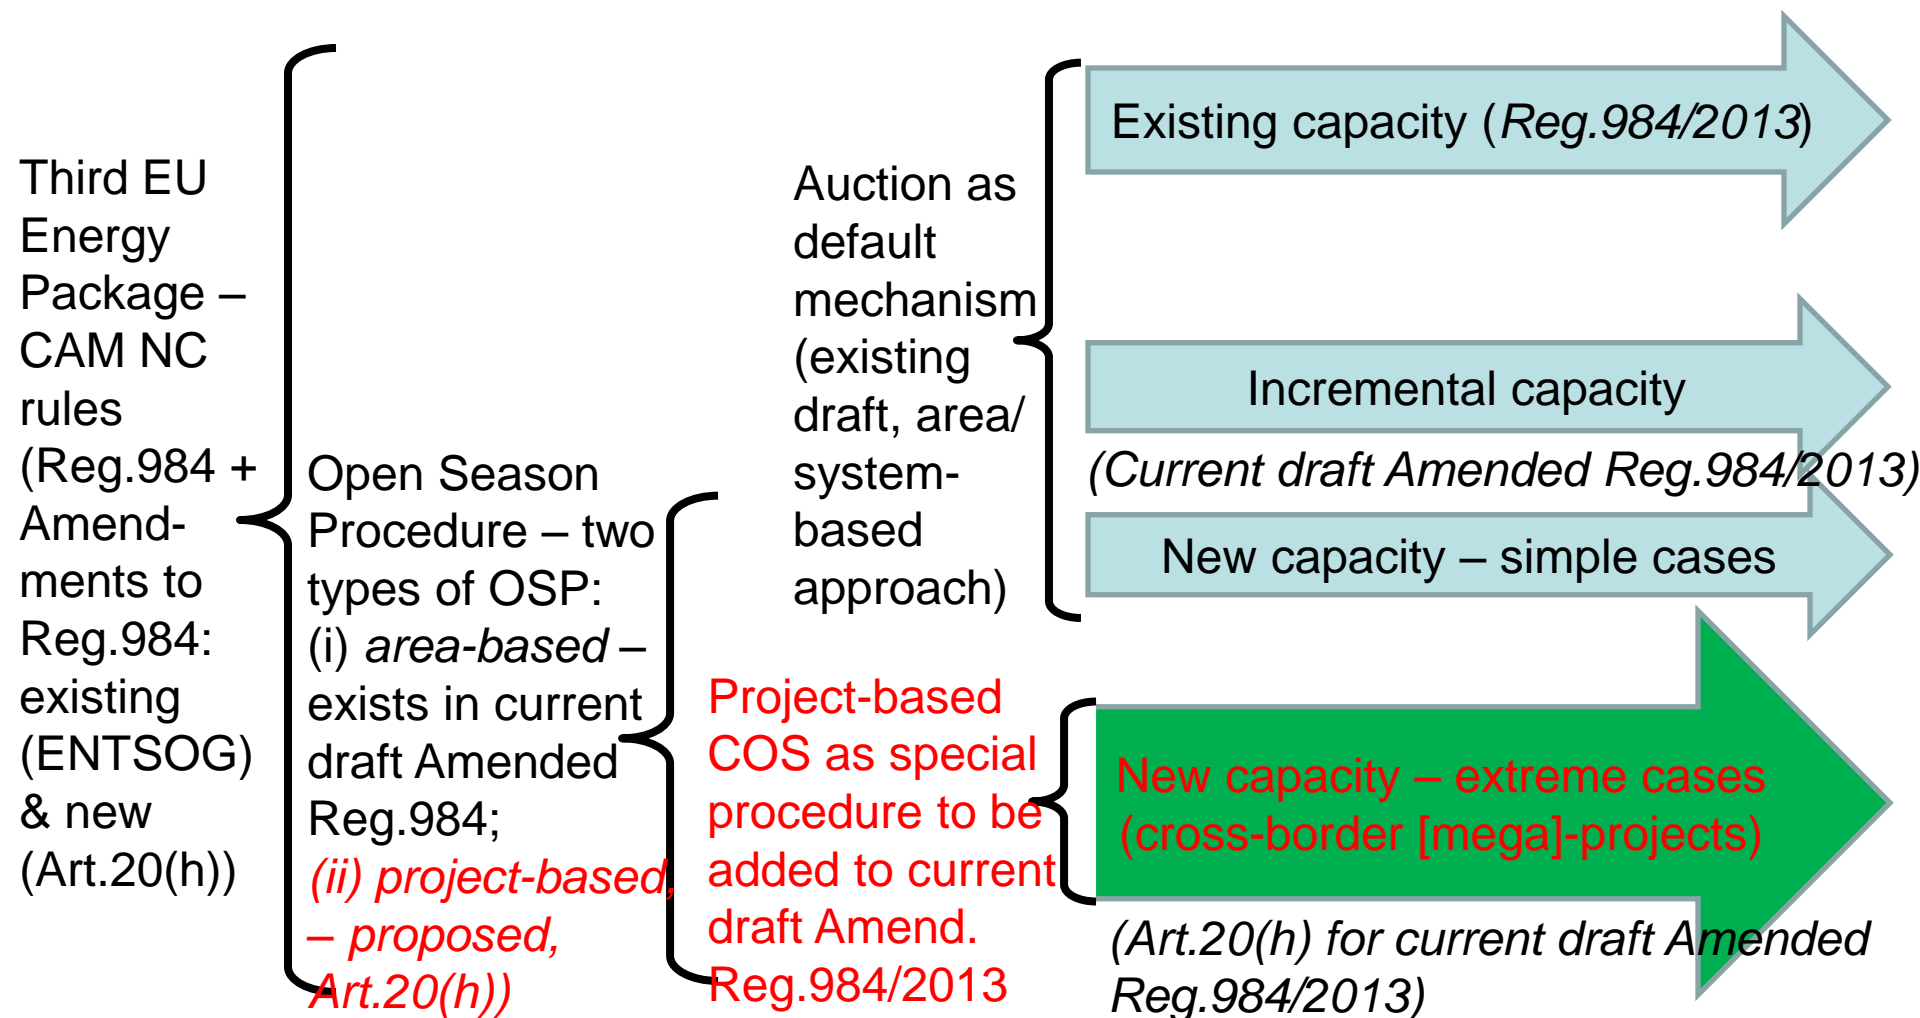 Third EU
Energy
Package –
CAM NC
rules
(Reg.984 +
Amend-
ments to
Reg.984:
existing
(ENTSOG)
& new
(Art.20(h))
Open Season
Procedure – two
types of OSP:
(i) area-based –
exists in current
draft Amended
Reg.984;
(ii) project-based,
– proposed,
Art.20(h))
Auction as
default
mechanism
(existing
draft, area/
system-
based
approach)
Project-based
COS as special
procedure to be
added to current
draft Amend.
Reg.984/2013
Existing capacity (Reg.984/2013)
Incremental capacity
(Current draft Amended Reg.984/2013)
New capacity – simple cases
New capacity – extreme cases
(cross-border [mega]-projects)
(Art.20(h) for current draft Amended
Reg.984/2013)